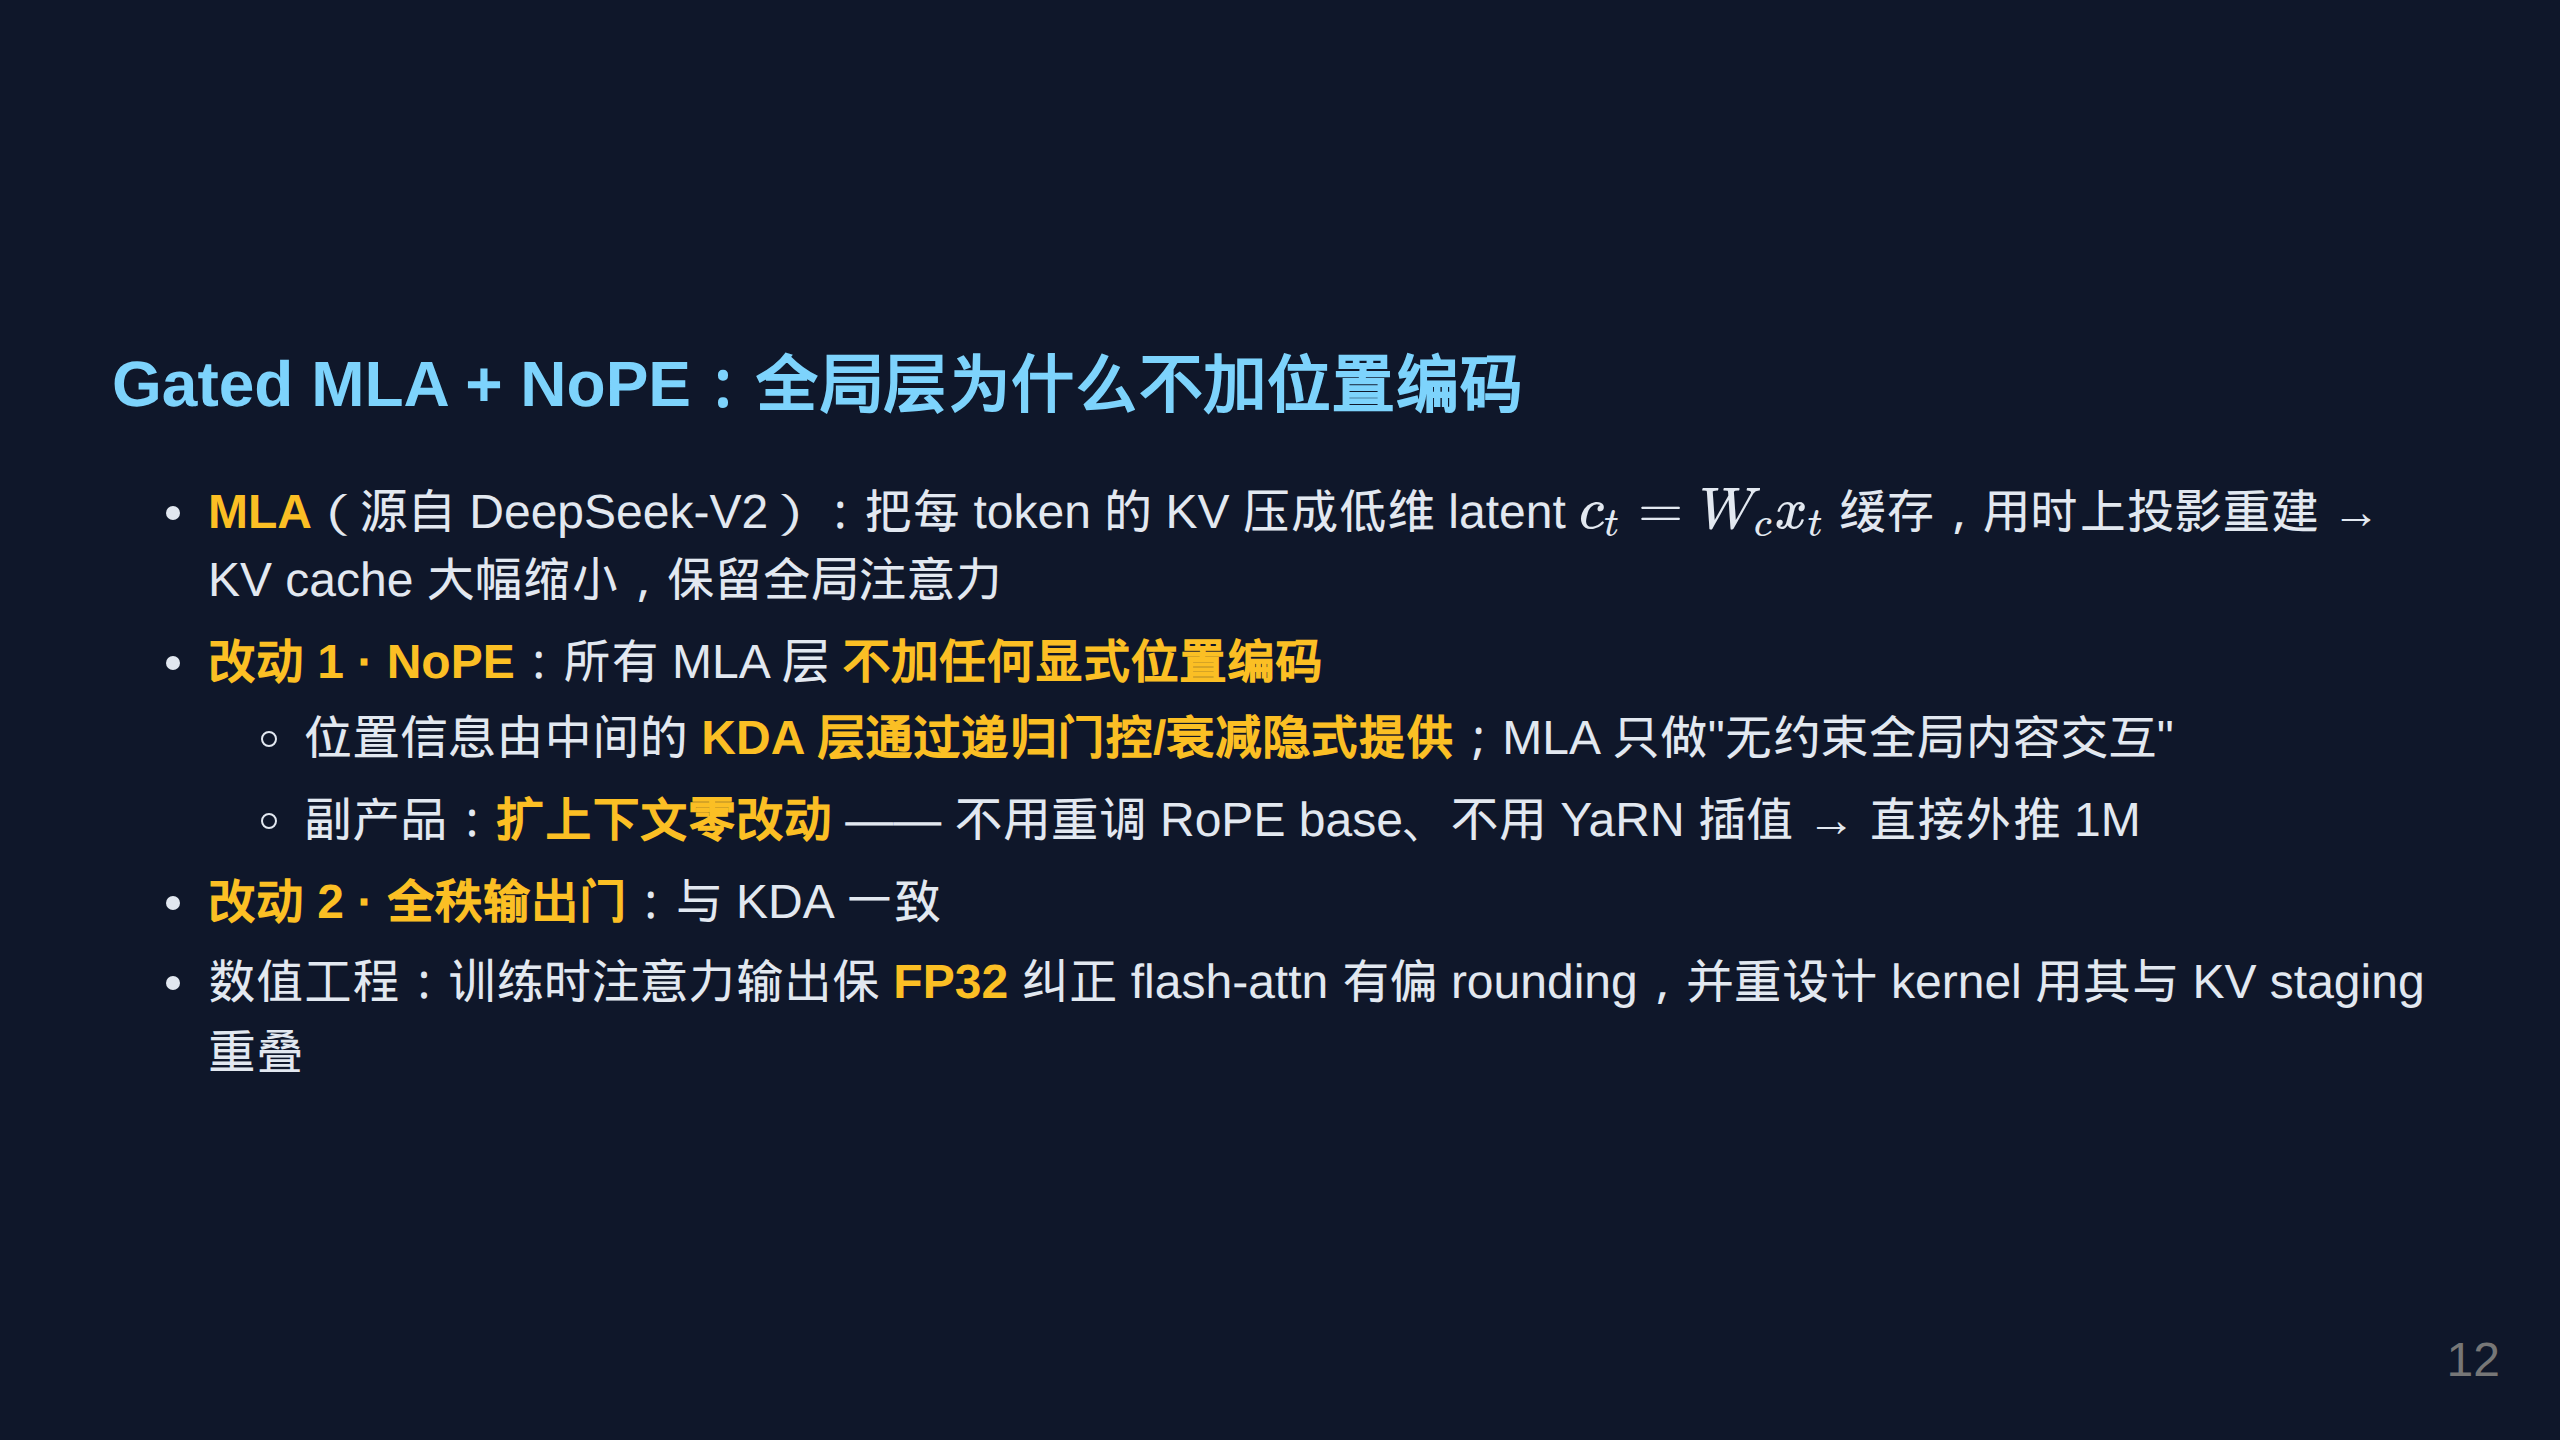 Gated MLA + NoPE：全局层为什么不加位置编码
• MLA（源自 DeepSeek-V2）：把每 token 的 KV 压成低维 latent $c_t = W_c x_t$ 缓存，用时上投影重建 →
KV cache 大幅缩小，保留全局注意力
• 改动 1 · NoPE：所有 MLA 层 不加任何显式位置编码
◦ 位置信息由中间的 KDA 层通过递归门控/衰减隐式提供；MLA 只做"无约束全局内容交互"
◦ 副产品：扩上下文零改动 —— 不用重调 RoPE base、不用 YaRN 插值 → 直接外推 1M
• 改动 2 · 全秩输出门：与 KDA 一致
• 数值工程：训练时注意力输出保 FP32 纠正 flash-attn 有偏 rounding，并重设计 kernel 用其与 KV staging
重叠
12